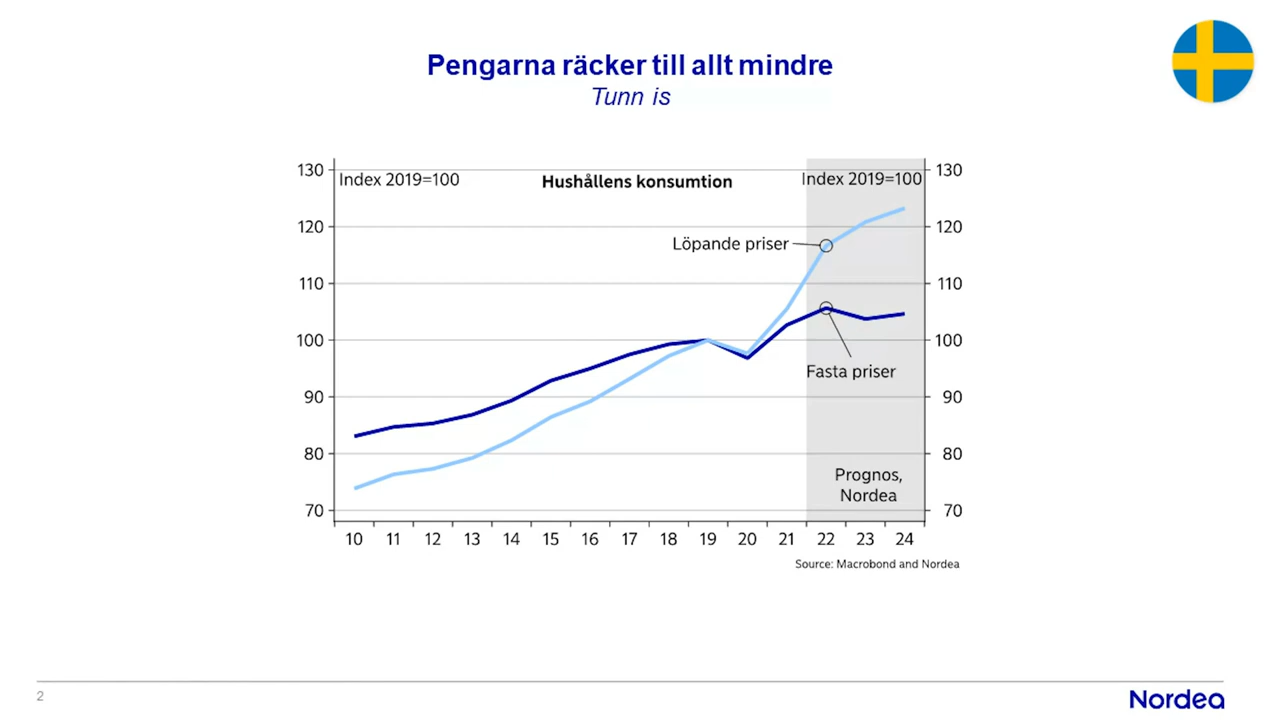 Pengarna räcker till allt mindre
Tunn is
130
120
110
100
90
80
70
Index 2019=100
Hushållens konsumtion
Index 2019=100
Löpande priser
Fasta priser
Prognos,
Nordea
130
120
110
100
90
80
70
10 11 12 13 14 15 16 17 18 19 20 21 22 23 24
Source: Macrobond and Nordea
2
Nordea